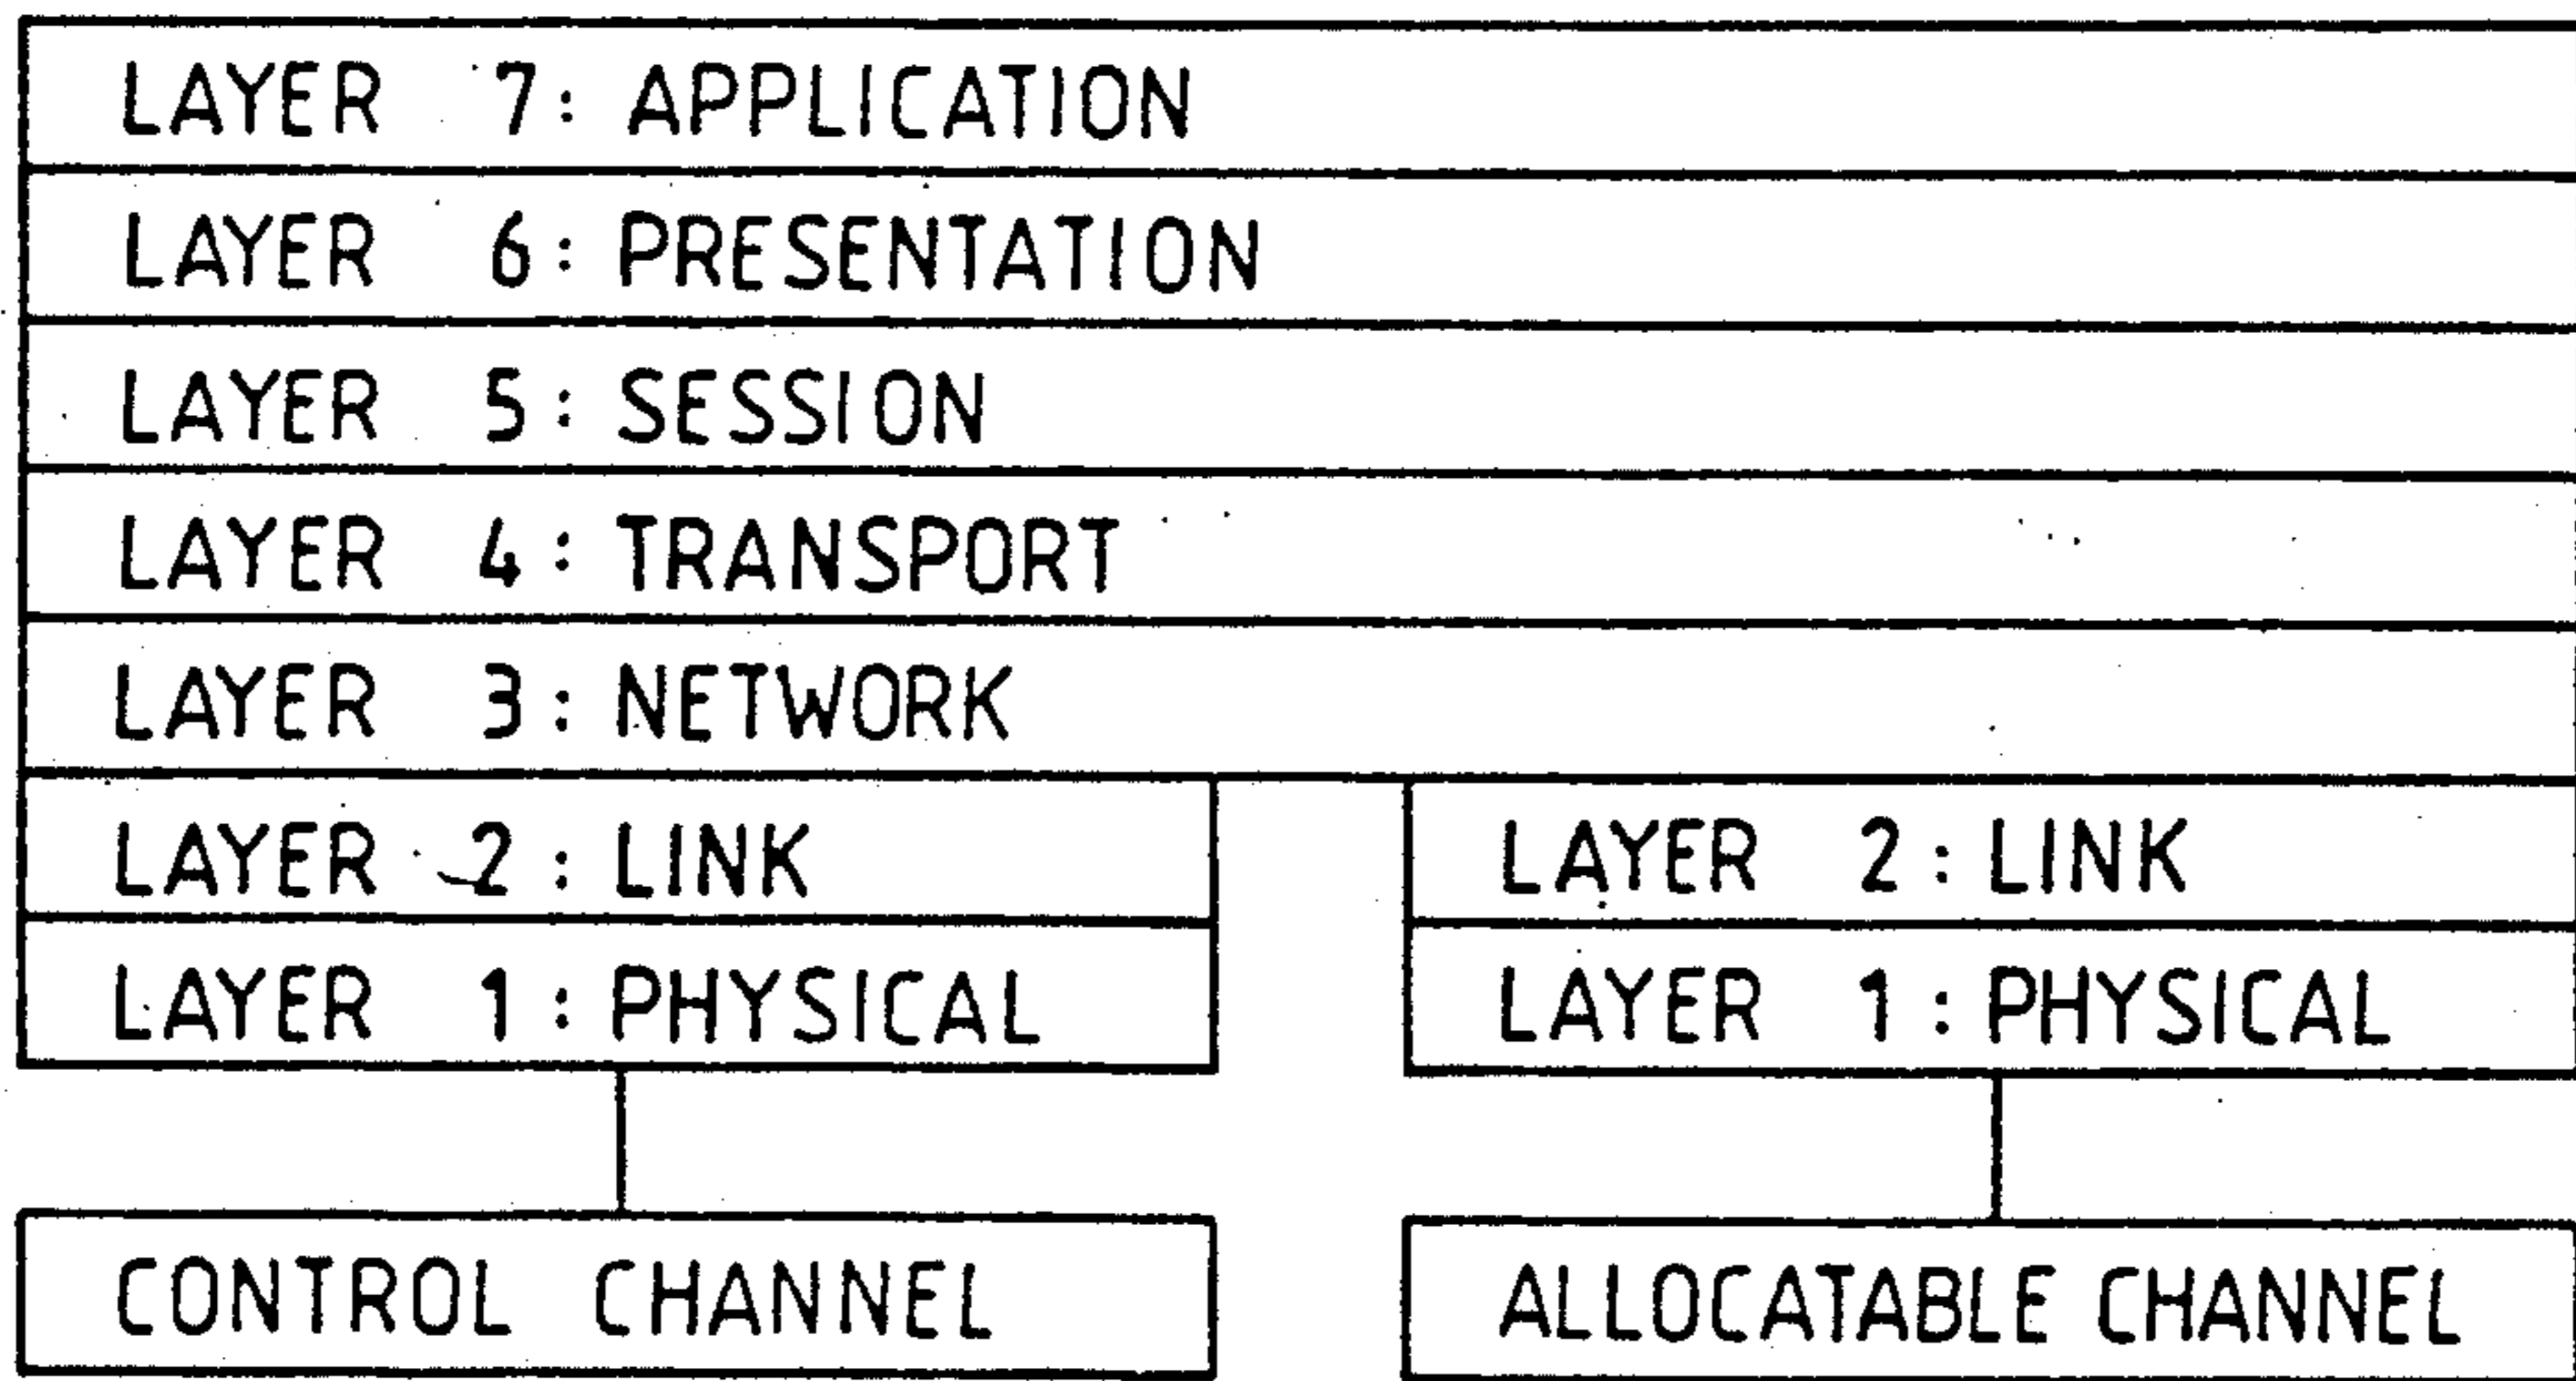 LAYER 7: APPLICATION
LAYER 6: PRESENTATION
LAYER 5: SESSION
LAYER 4: TRANSPORT
LAYER 3: NETWORK
LAYER 2: LINK
LAYER 1: PHYSICAL
CONTROL CHANNEL
LAYER 2: LINK
LAYER 1: PHYSICAL
ALLOCATABLE CHANNEL